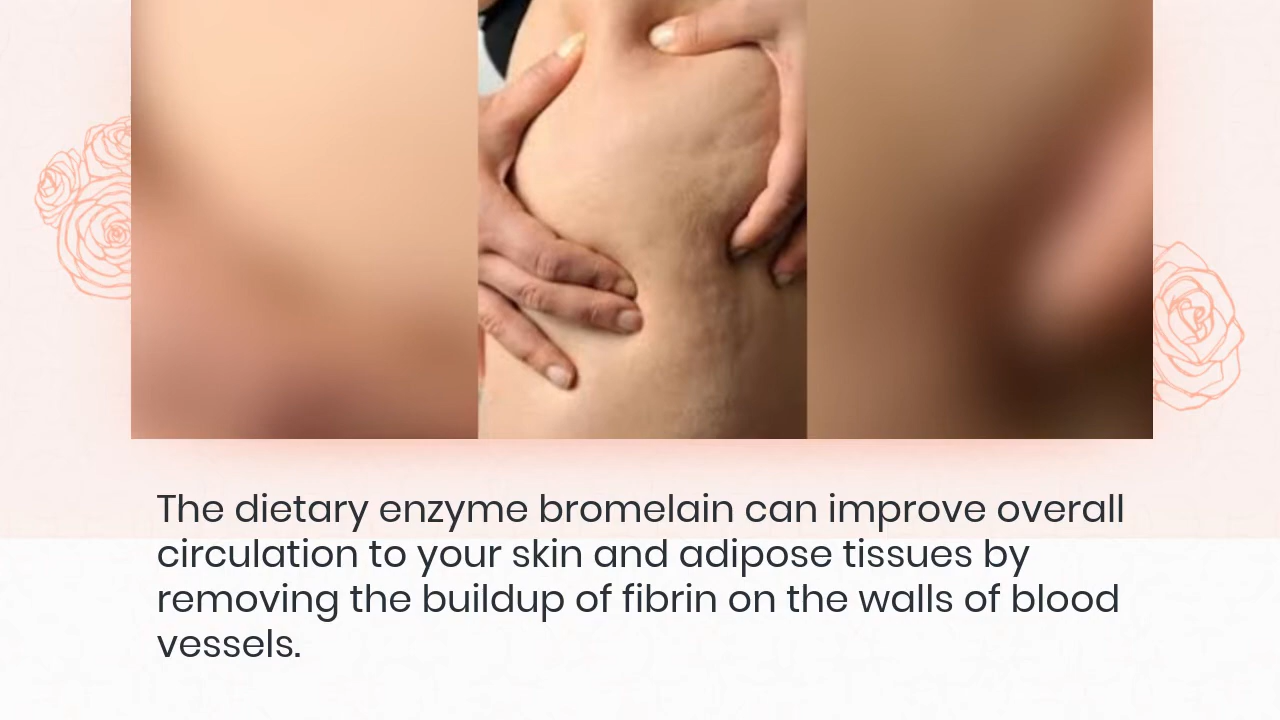 The dietary enzyme bromelain can improve overall
circulation to your skin and adipose tissues by
removing the buildup of fibrin on the walls of blood
vessels.